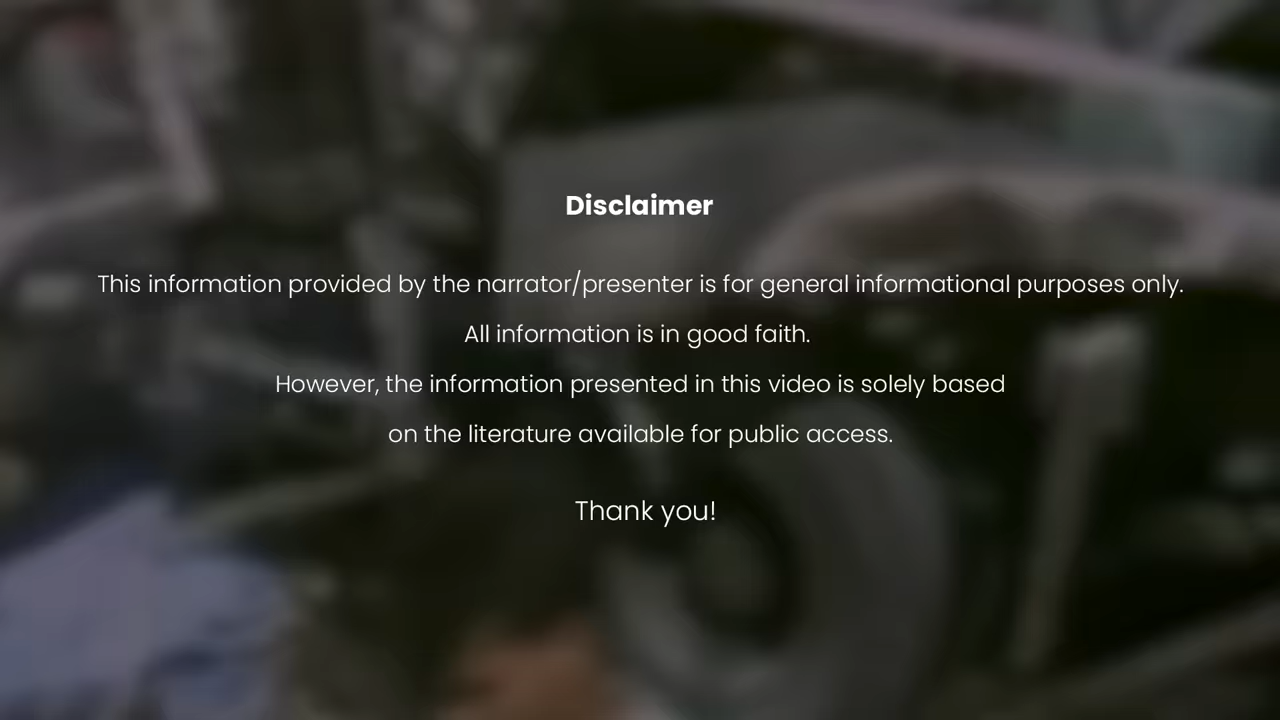 Disclaimer
This information provided by the narrator/presenter is for general informational purposes only.
All information is in good faith.
However, the information presented in this video is solely based
on the literature available for public access.
Thank you!